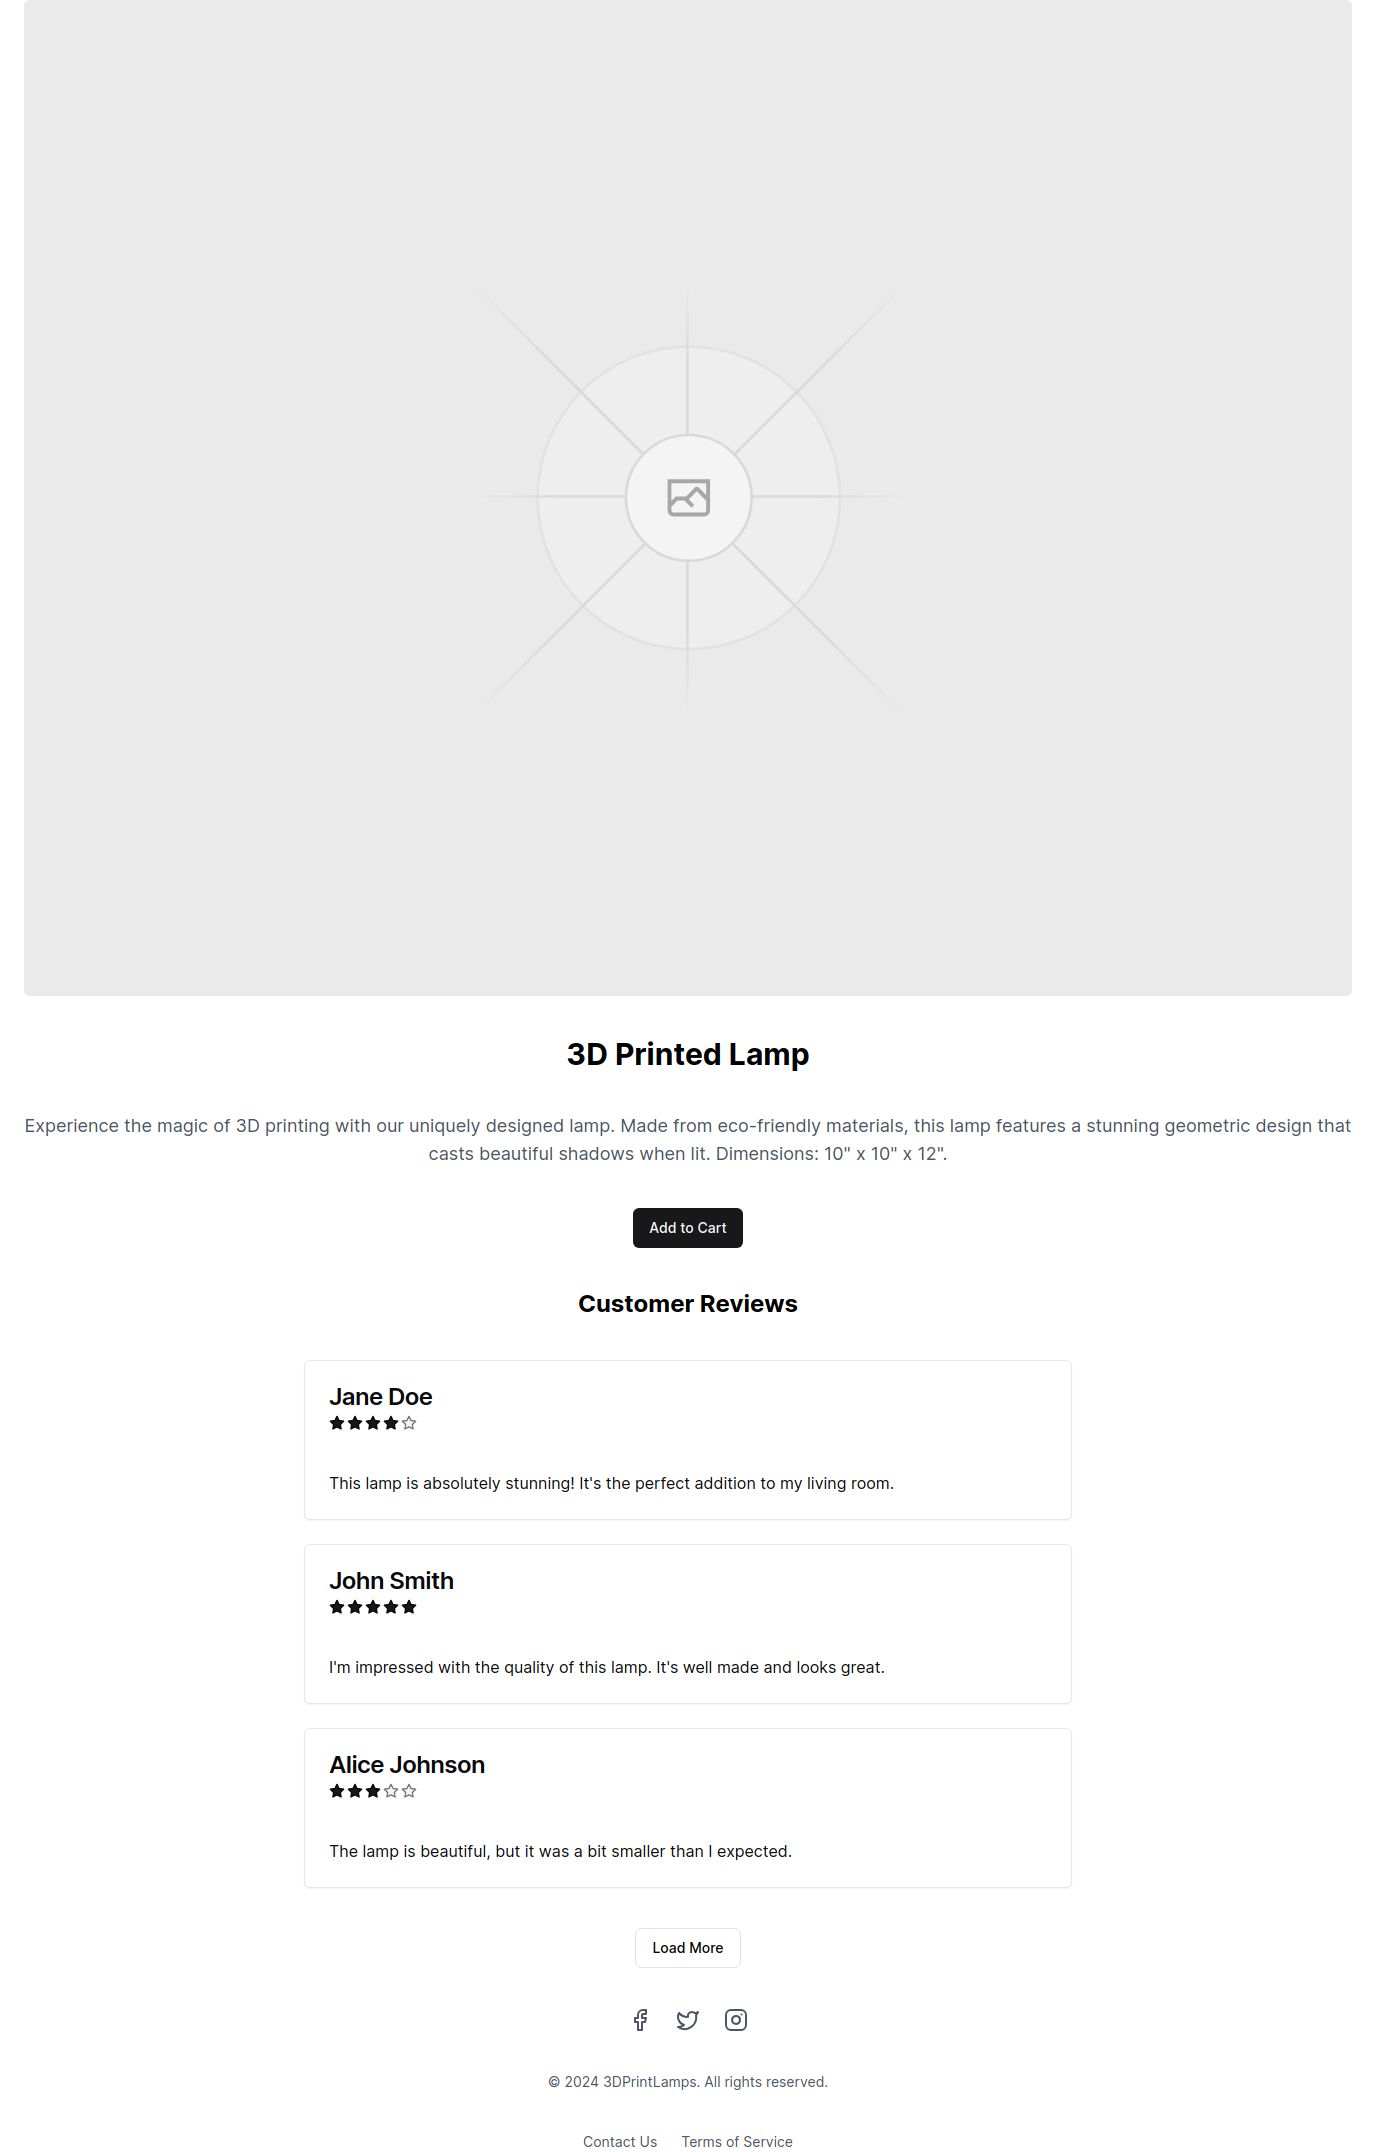 3D Printed Lamp
Experience the magic of 3D printing with our uniquely designed lamp. Made from eco-friendly materials, this lamp features a stunning geometric design that
casts beautiful shadows when lit. Dimensions: 10" x 10" x 12".
Add to Cart
Customer Reviews
Jane Doe
This lamp is absolutely stunning! It's the perfect addition to my living room.
John Smith
I'm impressed with the quality of this lamp. It's well made and looks great.
Alice Johnson
The lamp is beautiful, but it was a bit smaller than I expected.
Load More
© 2024 3DPrintLamps. All rights reserved.
Contact Us Terms of Service